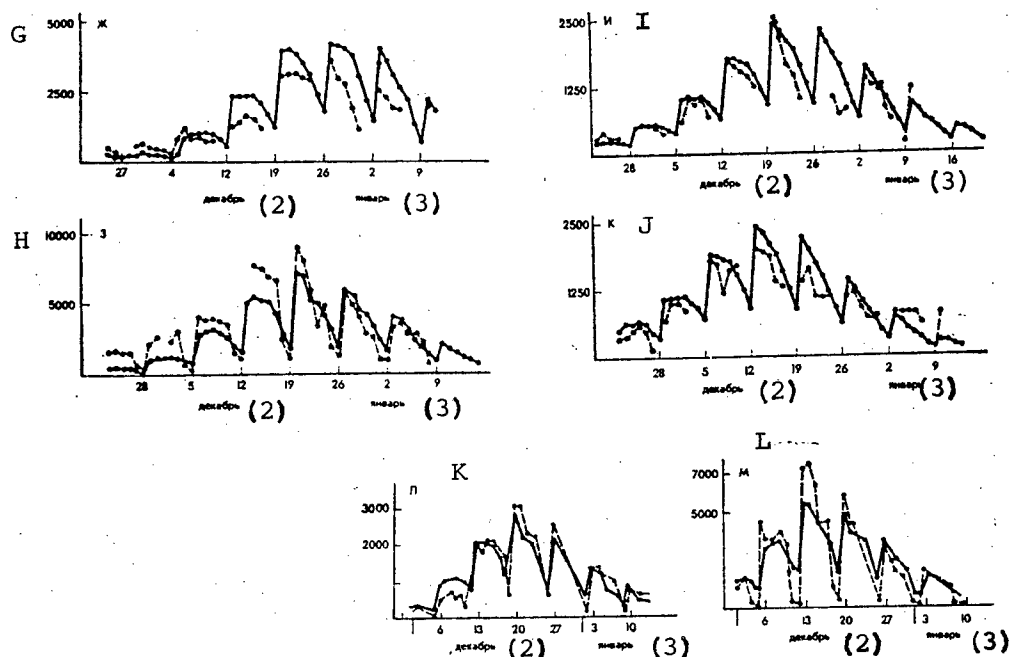 G
5000 ж
2500
27 4 12 19 26 2 9
декабрь (2) январь (3)
I
2500 и
1250
28 5 12 19 26 2 9 16
декабрь (2) январь (3)
H
10000 з
5000
28 5 12 19 26 2 9
декабрь (2) январь (3)
J
2500 к
1250
28 5 12 19 26 2 9
декабрь (2) январь (3)
K
л
3000
2000
6 13 20 27 3 10
декабрь (2) январь (3)
L
7000 м
5000
6 13 20 27 3 10
декабрь (2) январь (3)